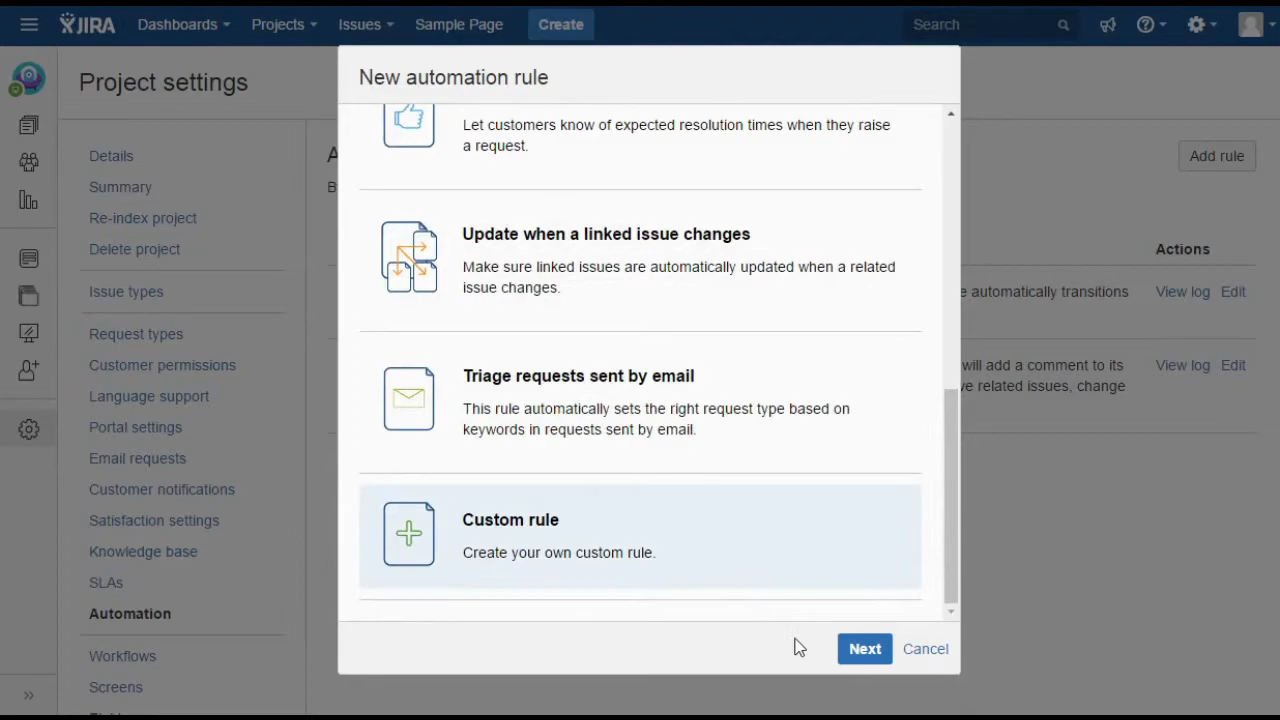 JIRA Dashboards Projects Issues Sample Page Create Search
Project settings
New automation rule
Let customers know of expected resolution times when they raise
a request.
Update when a linked issue changes
Make sure linked issues are automatically updated when a related
issue changes.
Triage requests sent by email
This rule automatically sets the right request type based on
keywords in requests sent by email.
Custom rule
Create your own custom rule.
Next Cancel
Details
Summary
Re-index project
Delete project
Issue types
Request types
Customer permissions
Language support
Portal settings
Email requests
Customer notifications
Satisfaction settings
Knowledge base
SLAs
Automation
Workflows
Screens
Add rule
Actions
e automatically transitions View log Edit
will add a comment to its View log Edit
ve related issues, change